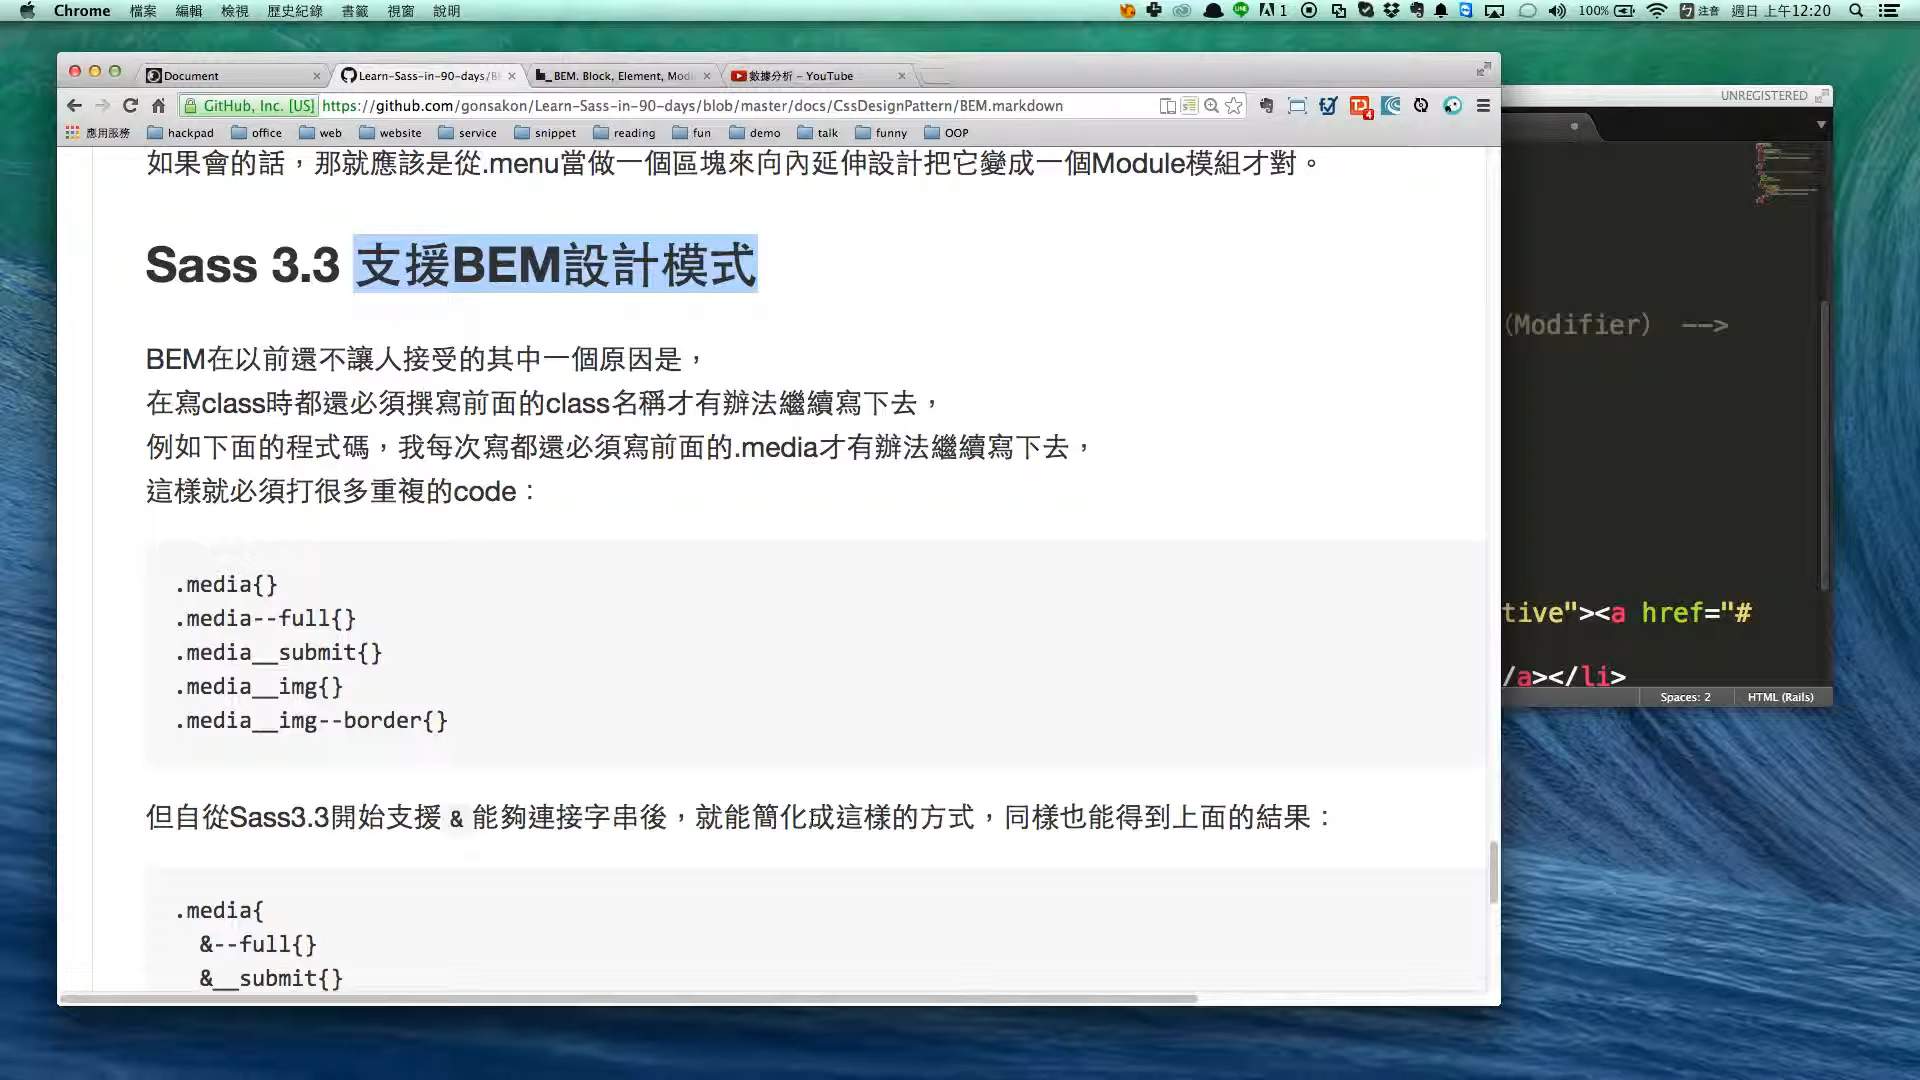 Chrome 檔案 編輯 檢視 歷史紀錄 書籤 視窗 說明 1 100% 注音 週日 上午12:20
Document
Learn-Sass-in-90-days/BE
BEM. Block, Element, Modi
數據分析 - YouTube
GitHub, Inc. [US] https://github.com/gonsakon/Learn-Sass-in-90-days/blob/master/docs/CssDesignPattern/BEM.markdown
4
應用服務 hackpad office web website service snippet reading fun demo talk funny OOP
如果會的話，那就應該是從.menu當做一個區塊來向內延伸設計把它變成一個Module模組才對。
Sass 3.3 支援BEM設計模式
BEM在以前還不讓人接受的其中一個原因是，
在寫class時都還必須撰寫前面的class名稱才有辦法繼續寫下去，
例如下面的程式碼，我每次寫都還必須寫前面的.media才有辦法繼續寫下去，
這樣就必須打很多重複的code：
.media{}
.media--full{}
.media__submit{}
.media__img{}
.media__img--border{}
但自從Sass3.3開始支援 & 能夠連接字串後，就能簡化成這樣的方式，同樣也能得到上面的結果：
.media{
&--full{}
&__submit{}
UNREGISTERED
(Modifier) -->
tive"><a href="#
/a></li>
Spaces: 2 HTML (Rails)